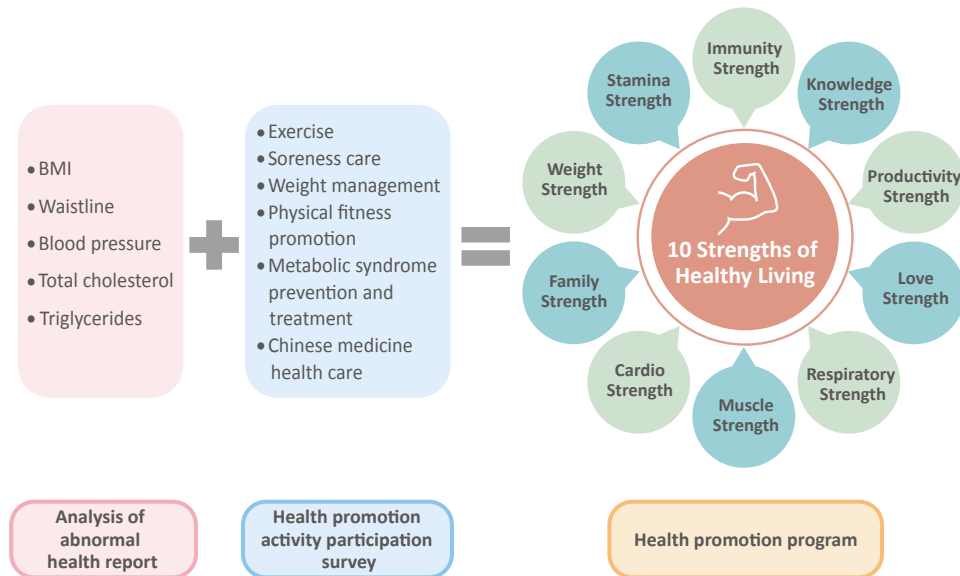 • BMI
• Waistline
• Blood pressure
• Total cholesterol
• Triglycerides
• Exercise
• Soreness care
• Weight management
• Physical fitness
promotion
• Metabolic syndrome
prevention and
treatment
• Chinese medicine
health care
Immunity
Strength
Knowledge
Strength
Productivity
Strength
Love
Strength
Respiratory
Strength
Muscle
Strength
Cardio
Strength
Family
Strength
Weight
Strength
Stamina
Strength
10 Strengths of
Healthy Living
Analysis of
abnormal
health report
Health promotion
activity participation
survey
Health promotion program